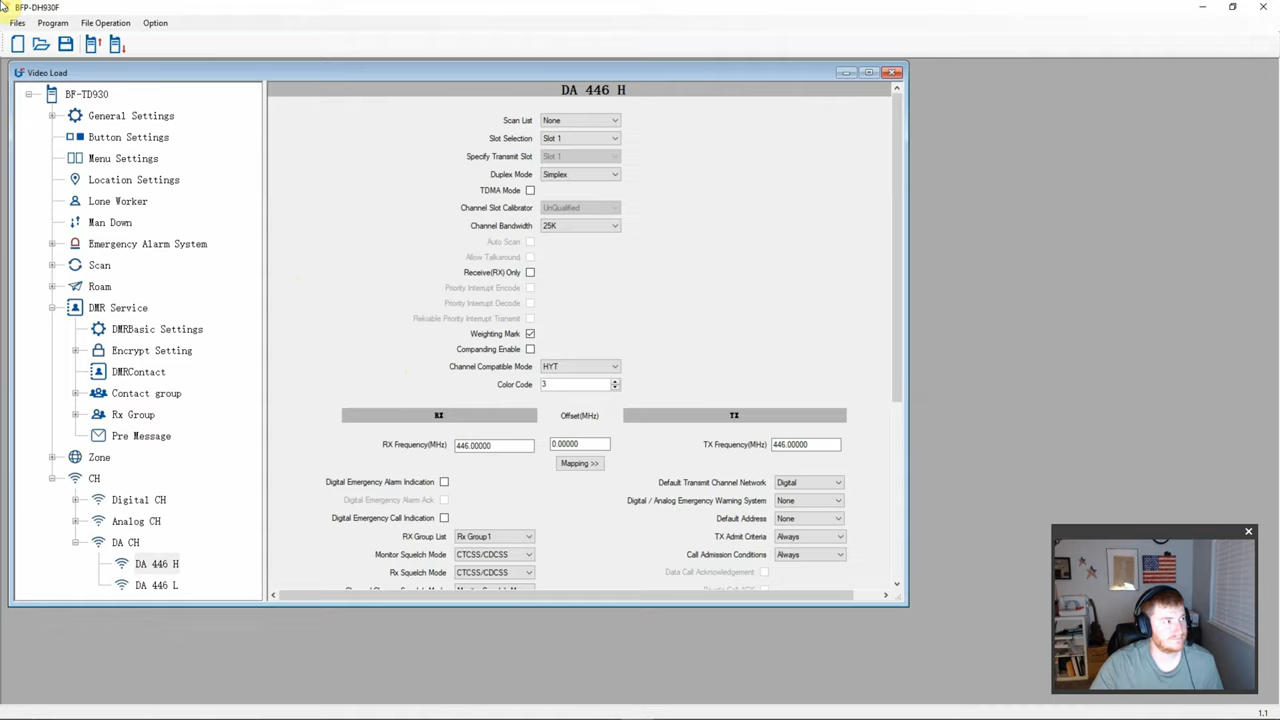 BFP-DH930F
Files Program File Operation Option
Video Load
BF-TD930
General Settings
Button Settings
Menu Settings
Location Settings
Lone Worker
Man Down
Emergency Alarm System
Scan
Roam
DMR Service
DMRBasic Settings
Encrypt Setting
DMRContact
Contact group
Rx Group
Pre Message
Zone
CH
Digital CH
Analog CH
DA CH
DA 446 H
DA 446 L
DA 446 H
Scan List None
Slot Selection Slot 1
Specify Transmit Slot Slot 1
Duplex Mode Simplex
TDMA Mode
Channel Slot Calibrator UnQualified
Channel Bandwidth 25K
Auto Scan
Allow Talkaround
Receive(RX) Only
Priority Interrupt Encode
Priority Interrupt Decode
Rekiable Priority Interrupt Transmit
Weighting Mark
Companding Enable
Channel Compatible Mode HYT
Color Code 3
RX Offset(MHz) TX
RX Frequency(MHz) 446.00000 0.00000 TX Frequency(MHz) 446.00000
Mapping >>
Digital Emergency Alarm Indication Default Transmit Channel Network Digital
Digital Emergency Alarm Ack Digital / Analog Emergency Warning System None
Digital Emergency Call Indication Default Address None
RX Group List Rx Group1 TX Admit Criteria Always
Monitor Squelch Mode CTCSS/CDCSS Call Admission Conditions Always
Rx Squelch Mode CTCSS/CDCSS Data Call Acknowledgement
1.1